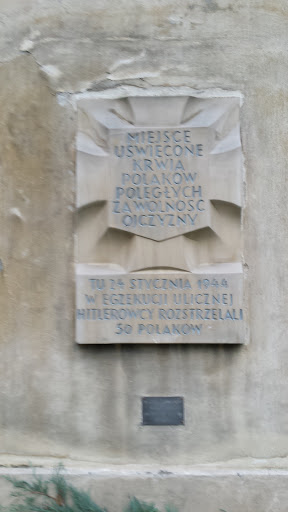 MIEJSCE
UŚWIĘCONE
KRWIĄ
POLAKÓW
POLEGŁYCH
ZA WOLNOŚĆ
OJCZYZNY
TU 24 STYCZNIA 1944
W EGZEKUCJI ULICZNEJ
HITLEROWCY ROZSTRZELALI
50 POLAKÓW